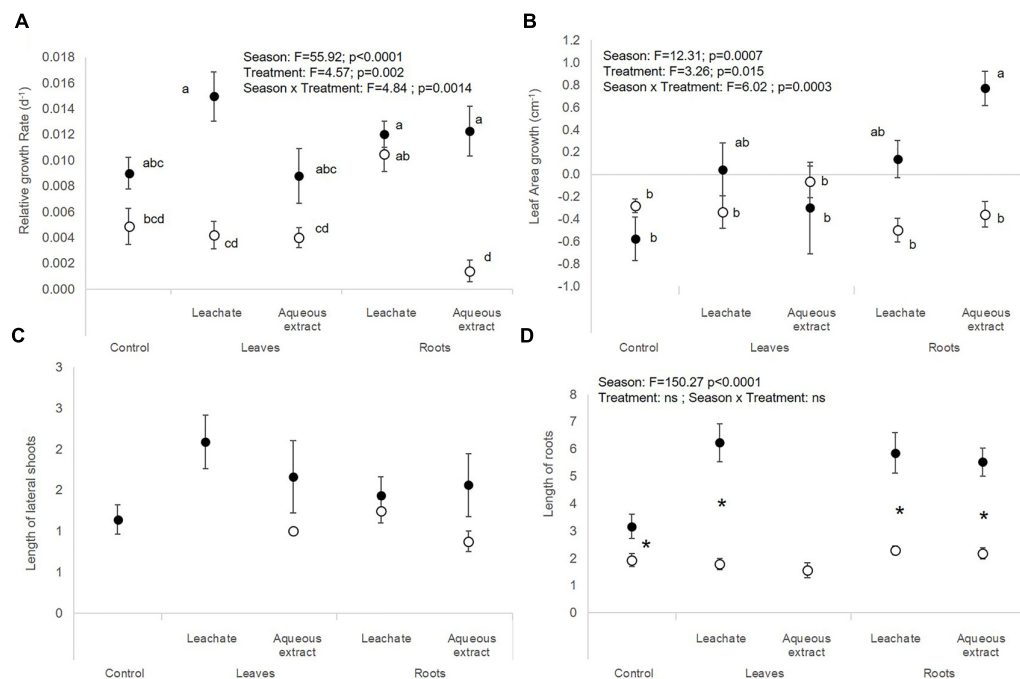 A
Relative growth Rate (d-1)
0.018
0.016
0.014
0.012
0.010
0.008
0.006
0.004
0.002
0.000
Season: F=55.92; p<0.0001
Treatment: F=4.57; p=0.002
Season x Treatment: F=4.84 ; p=0.0014
abc
bcd
a
cd
abc
cd
a
ab
a
d
Leachate
Aqueous extract
Leachate
Aqueous extract
Control
Leaves
Roots
B
Leaf Area growth (cm-1)
1.2
1.0
0.8
0.6
0.4
0.2
0.0
-0.2
-0.4
-0.6
-0.8
-1.0
Season: F=12.31; p=0.0007
Treatment: F=3.26; p=0.015
Season x Treatment: F=6.02 ; p=0.0003
b
b
ab
b
b
b
ab
b
a
b
Leachate
Aqueous extract
Leachate
Aqueous extract
Control
Leaves
Roots
C
Length of lateral shoots
3
3
2
2
1
1
0
Leachate
Aqueous extract
Leachate
Aqueous extract
Control
Leaves
Roots
D
Length of roots
8
7
6
5
4
3
2
1
0
Season: F=150.27 p<0.0001
Treatment: ns ; Season x Treatment: ns
*
*
*
*
Leachate
Aqueous extract
Leachate
Aqueous extract
Control
Leaves
Roots